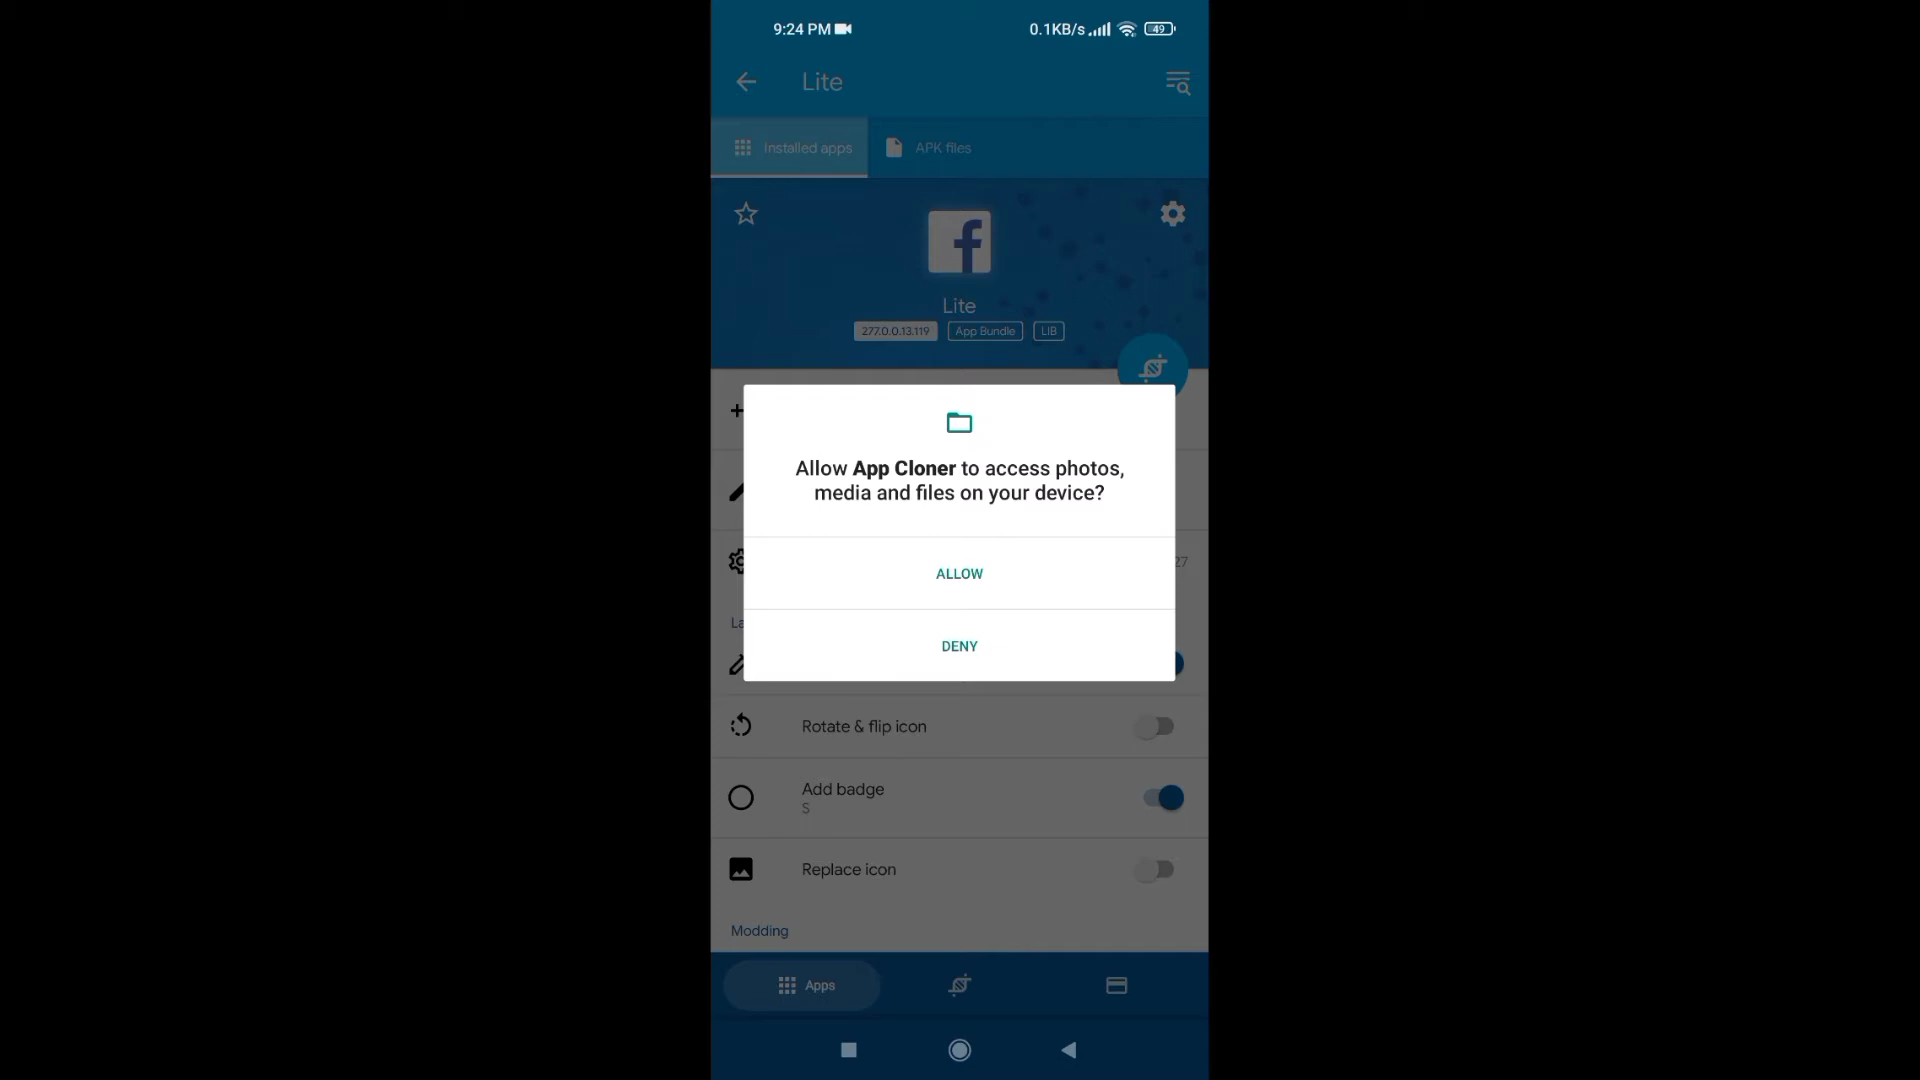 9:24 PM
0.1KB/s
49
Lite
Installed apps
APK files
Lite
277.0.0.13.119
App Bundle
LIB
Allow App Cloner to access photos,
media and files on your device?
ALLOW
27
La
DENY
Rotate & flip icon
Add badge
S
Replace icon
Modding
Apps